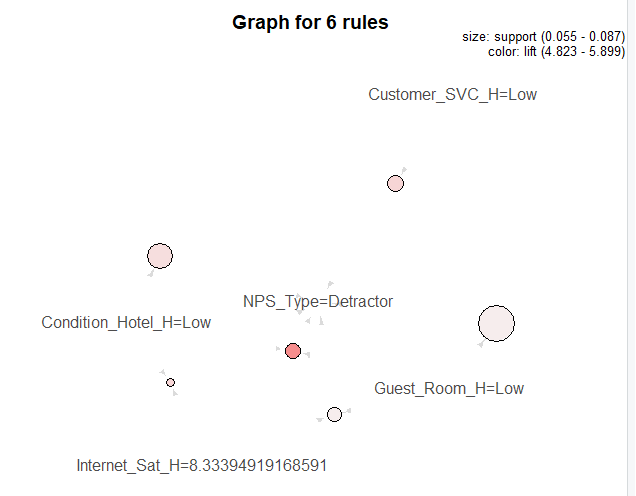 Graph for 6 rules
size: support (0.055 - 0.087)
color: lift (4.823 - 5.899)
Customer_SVC_H=Low
NPS_Type=Detractor
Condition_Hotel_H=Low
Guest_Room_H=Low
Internet_Sat_H=8.33394919168591